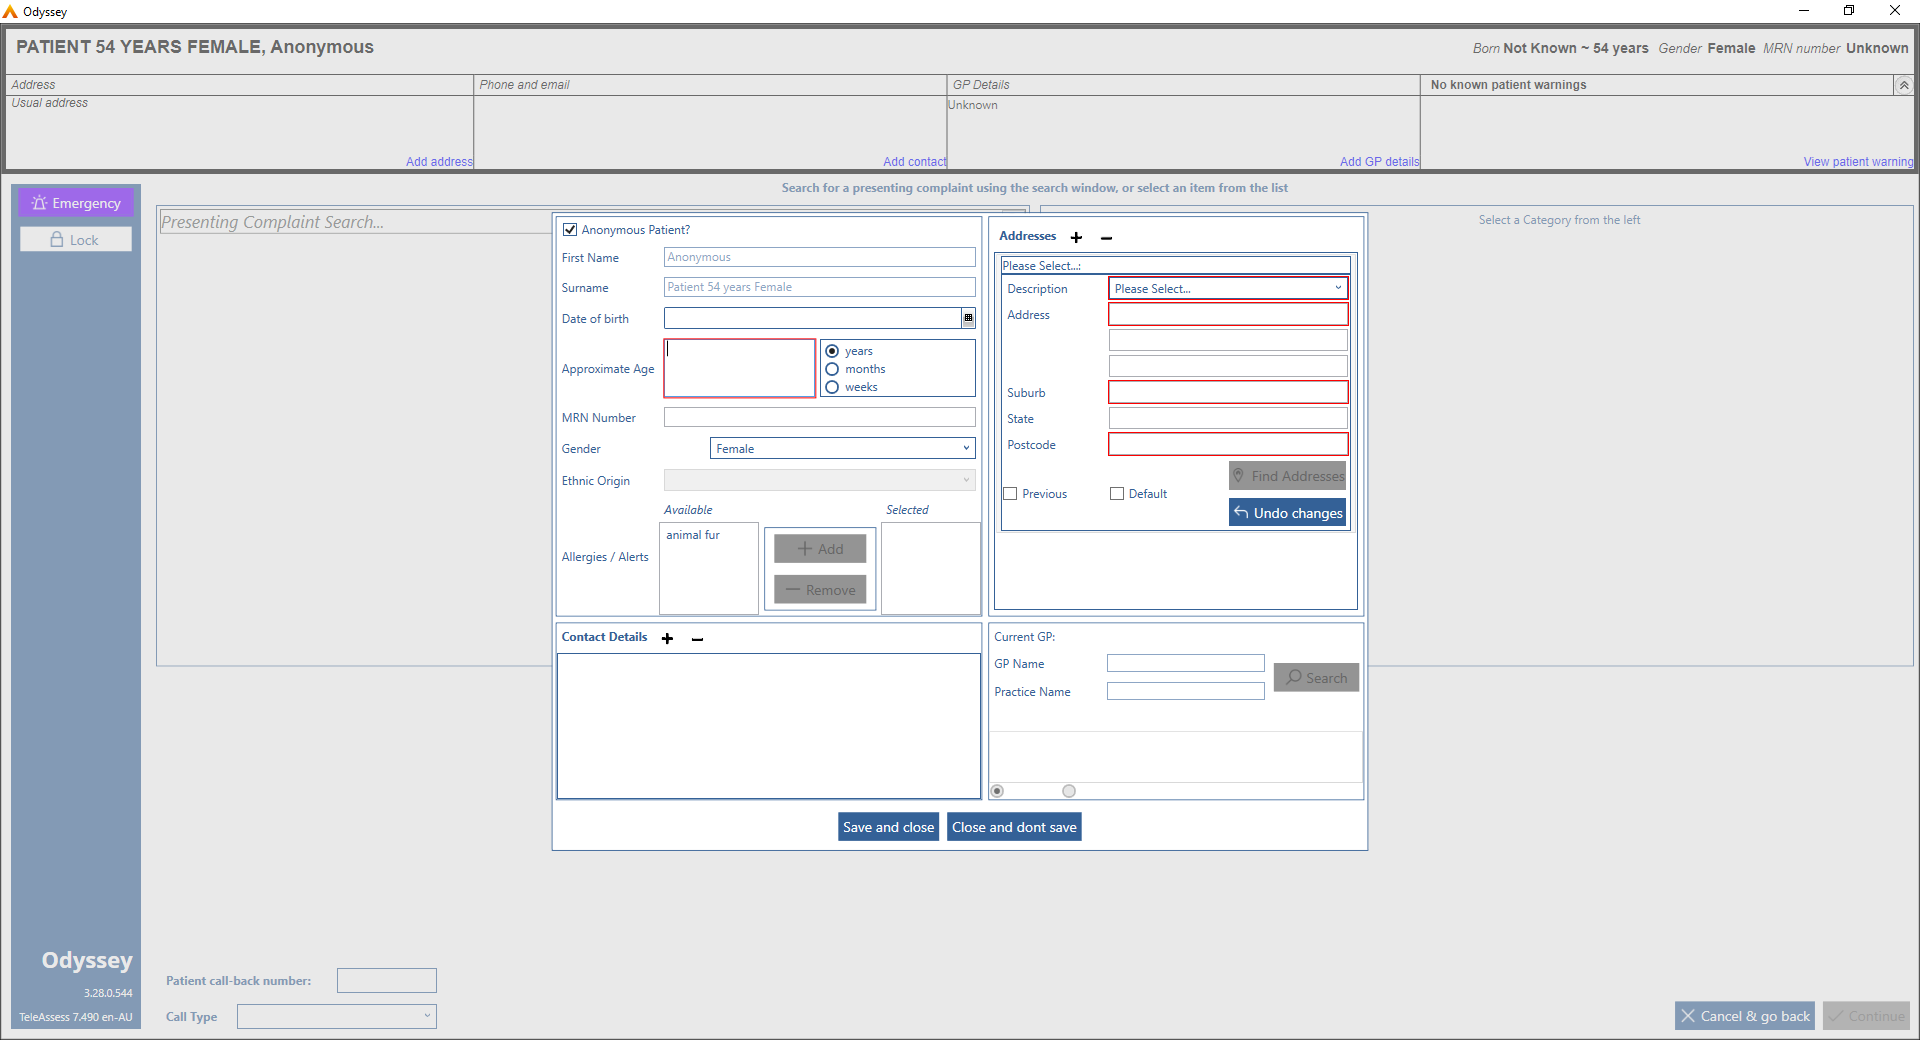 Odyssey
PATIENT 54 YEARS FEMALE, Anonymous
Born Not Known ~ 54 years Gender Female MRN number Unknown
Address
Usual address
Add address
Phone and email
Add contact
GP Details
Unknown
Add GP details
No known patient warnings
View patient warning
Emergency
Lock
Search for a presenting complaint using the search window, or select an item from the list
Presenting Complaint Search...
Select a Category from the left
Anonymous Patient?
First Name Anonymous
Surname Patient 54 years Female
Date of birth
Approximate Age
years
months
weeks
MRN Number
Gender Female
Ethnic Origin
Available Selected
Allergies / Alerts
animal fur
Add
Remove
Addresses
Please Select...:
Description Please Select...
Address
Suburb
State
Postcode
Find Addresses
Previous Default
Undo changes
Contact Details
Current GP:
GP Name
Practice Name
Search
Save and close Close and dont save
Odyssey
3.28.0.544
TeleAssess 7.490 en-AU
Patient call-back number:
Call Type
Cancel & go back Continue